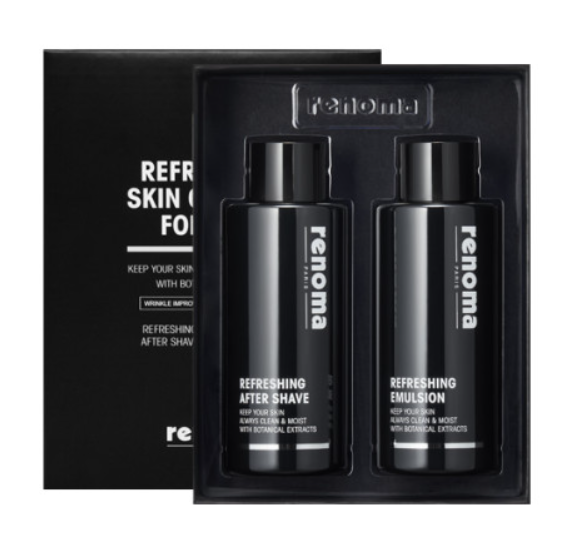 REFR
SKIN
FO
KEEP YOUR SKIN
WITH BO
WRINKLE IMPRO
REFRESHING
AFTER SHAV
re
renoma
renoma
PARIS
REFRESHING
AFTER SHAVE
KEEP YOUR SKIN
ALWAYS CLEAN & MOIST
WITH BOTANICAL EXTRACTS
renoma
PARIS
REFRESHING
EMULSION
KEEP YOUR SKIN
ALWAYS CLEAN & MOIST
WITH BOTANICAL EXTRACTS